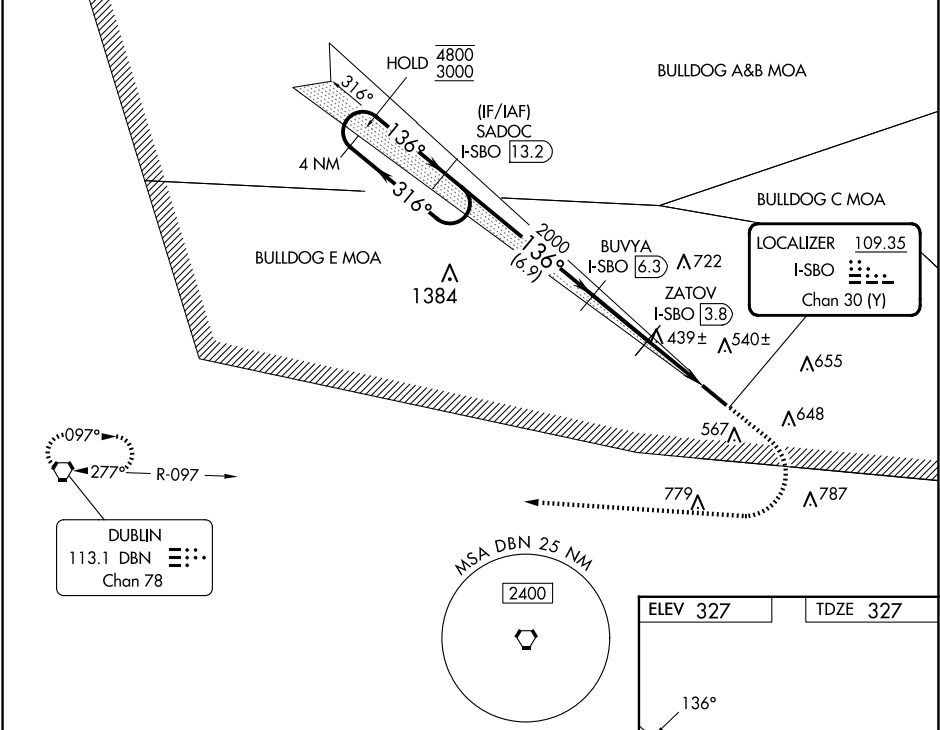 HOLD 4800
3000
BULLDOG A&B MOA
316°
(IF/IAF)
SADOC
I-SBO 13.2
136°
4 NM
316°
BULLDOG C MOA
2000
136°
(6.9)
BULLDOG E MOA
BUVYA
I-SBO 6.3
722
LOCALIZER 109.35
I-SBO
Chan 30 (Y)
1384
ZATOV
I-SBO 3.8
439±
540±
655
648
567
097°
277°
R-097
779
787
DUBLIN
113.1 DBN
Chan 78
MSA DBN 25 NM
2400
ELEV 327
TDZE 327
136°